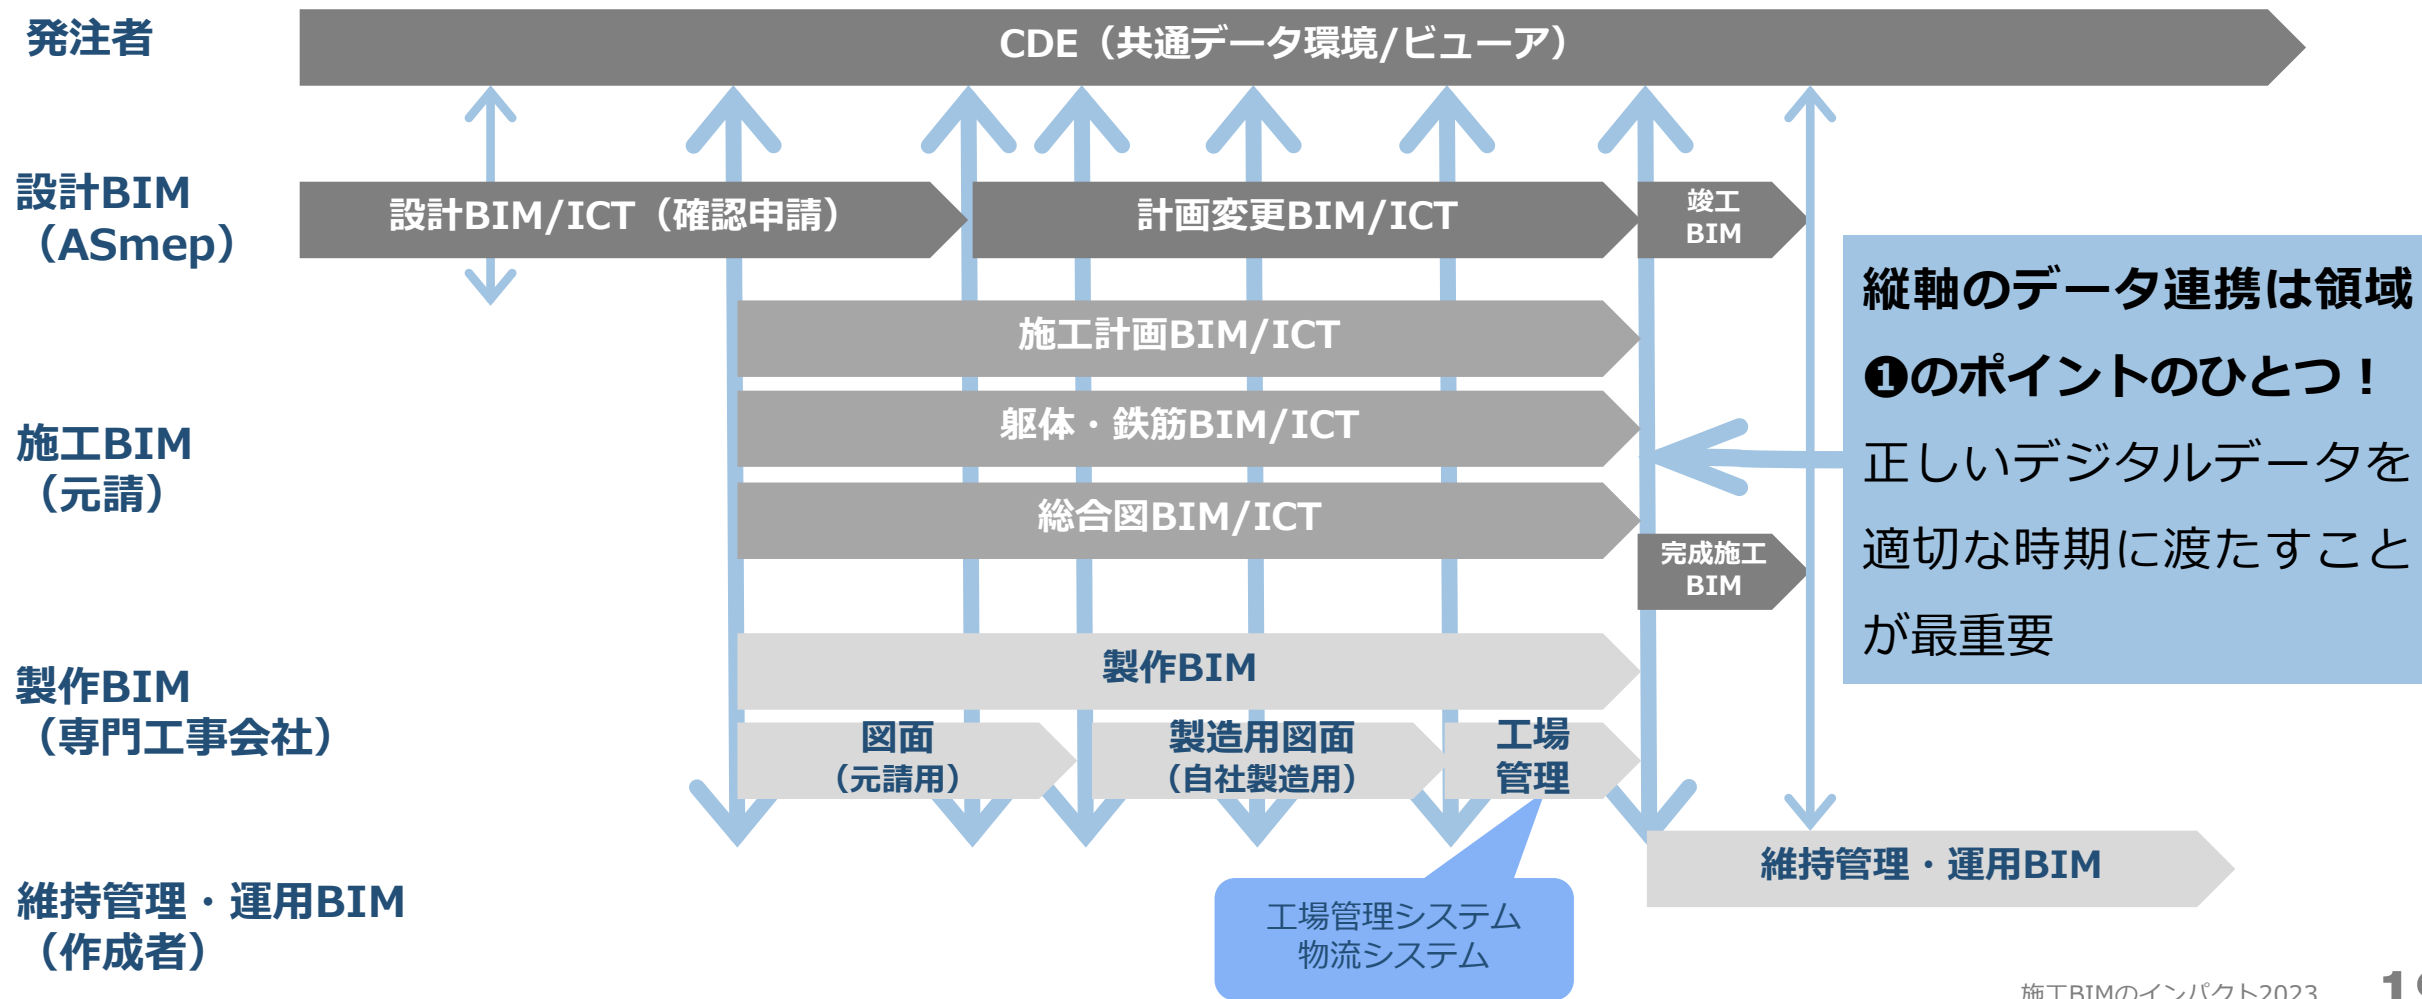 発注者
CDE（共通データ環境/ビューア）
設計BIM
（ASmep）
設計BIM/ICT（確認申請）
計画変更BIM/ICT
竣工
BIM
施工計画BIM/ICT
躯体・鉄筋BIM/ICT
総合図BIM/ICT
施工BIM
（元請）
完成施工
BIM
縦軸のデータ連携は領域
❶のポイントのひとつ！
正しいデジタルデータを
適切な時期に渡たすこと
が最重要
製作BIM
（専門工事会社）
製作BIM
図面
（元請用）
製造用図面
（自社製造用）
工場
管理
維持管理・運用BIM
（作成者）
維持管理・運用BIM
工場管理システム
物流システム
施工BIMのインパクト2023